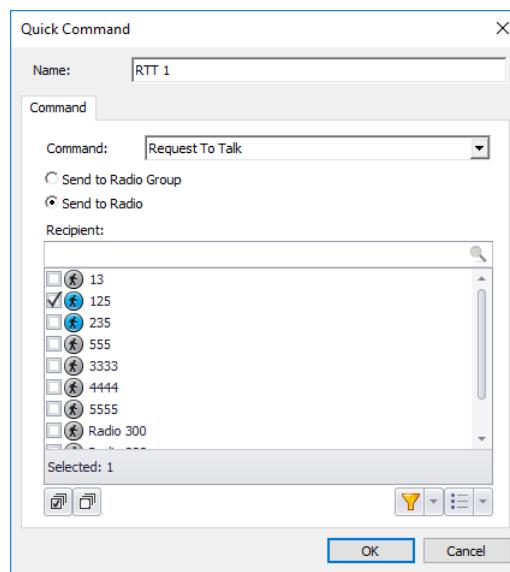 Quick Command
Name: RTT 1
Command
Command: Request To Talk
Send to Radio Group
Send to Radio
Recipient:
13
125
235
555
3333
4444
5555
Radio 300
Selected: 1
OK Cancel